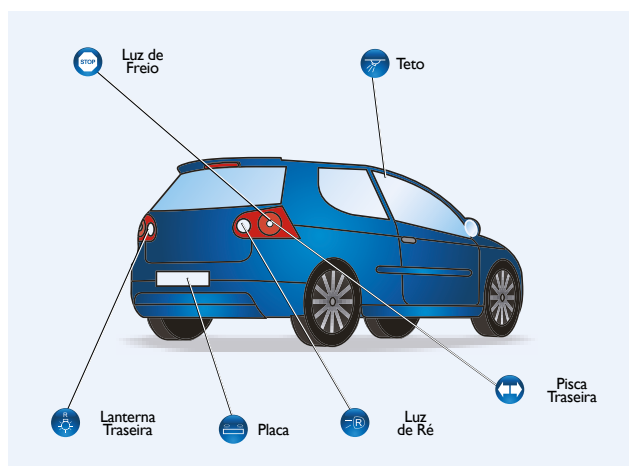 STOP
Luz de
Freio
Teto
Pisca
Traseira
R
Lanterna
Traseira
Placa
R
Luz
de Ré